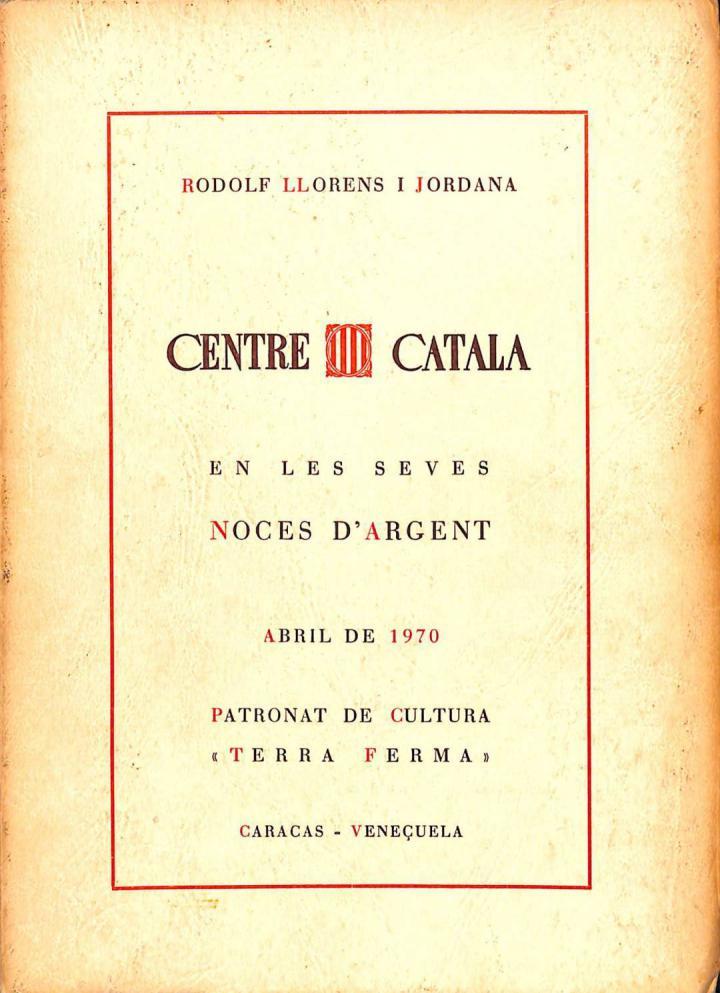 RODOLF LLORENS I JORDANA
CENTRE CATALA
EN LES SEVES
NOCES D'ARGENT
ABRIL DE 1970
PATRONAT DE CULTURA
« TERRA FERMA »
CARACAS - VENEÇUELA